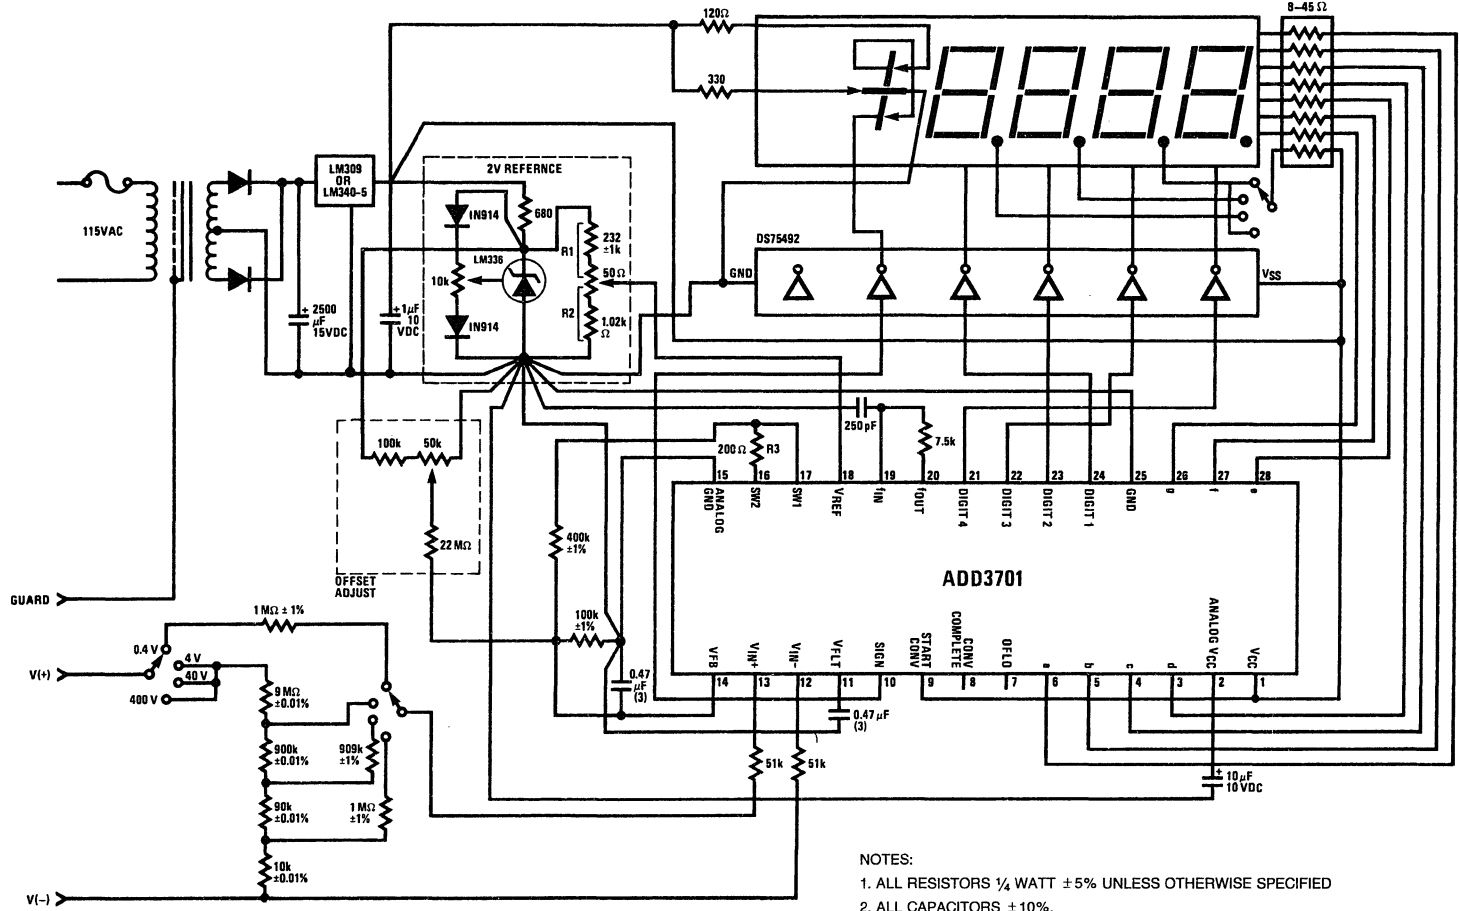 8-45 Ω
120Ω
330
LM309
OR
LM340-5
2V REFERNCE
115VAC
IN914
680
R1
232
±1k
LM336
DS75492
GND
VSS
10k
50Ω
R2
1.02k
Ω
IN914
+ 2500
µF
15VDC
+ 1µF
10
VDC
100k
50k
22 MΩ
OFFSET
ADJUST
250 pF
7.5k
200Ω
R3
400k
±1%
15
16
17
18
19
20
21
22
23
24
25
26
27
28
ANALOG
GND
SW2
SW1
VREF
fIN
fOUT
DIGIT 4
DIGIT 3
DIGIT 2
DIGIT 1
GND
g
f
e
ADD3701
GUARD
1 MΩ ± 1%
100k
±1%
VFB
VIN+
VIN-
VFLT
SIGN
START
CONV
CONV
COMPLETE
OFLO
a
b
c
d
ANALOG VCC
VCC
14
13
12
11
10
9
8
7
6
5
4
3
2
1
0.4 V
4 V
40 V
400 V
V(+)
9 MΩ
±0.01%
0.47
µF
(3)
0.47 µF
(3)
900k
±0.01%
909k
±1%
51k
51k
+
10 µF
10 VDC
90k
±0.01%
1 MΩ
±1%
10k
±0.01%
V(−)
NOTES:
1. ALL RESISTORS ¼ WATT ±5% UNLESS OTHERWISE SPECIFIED
2. ALL CAPACITORS ±10%.